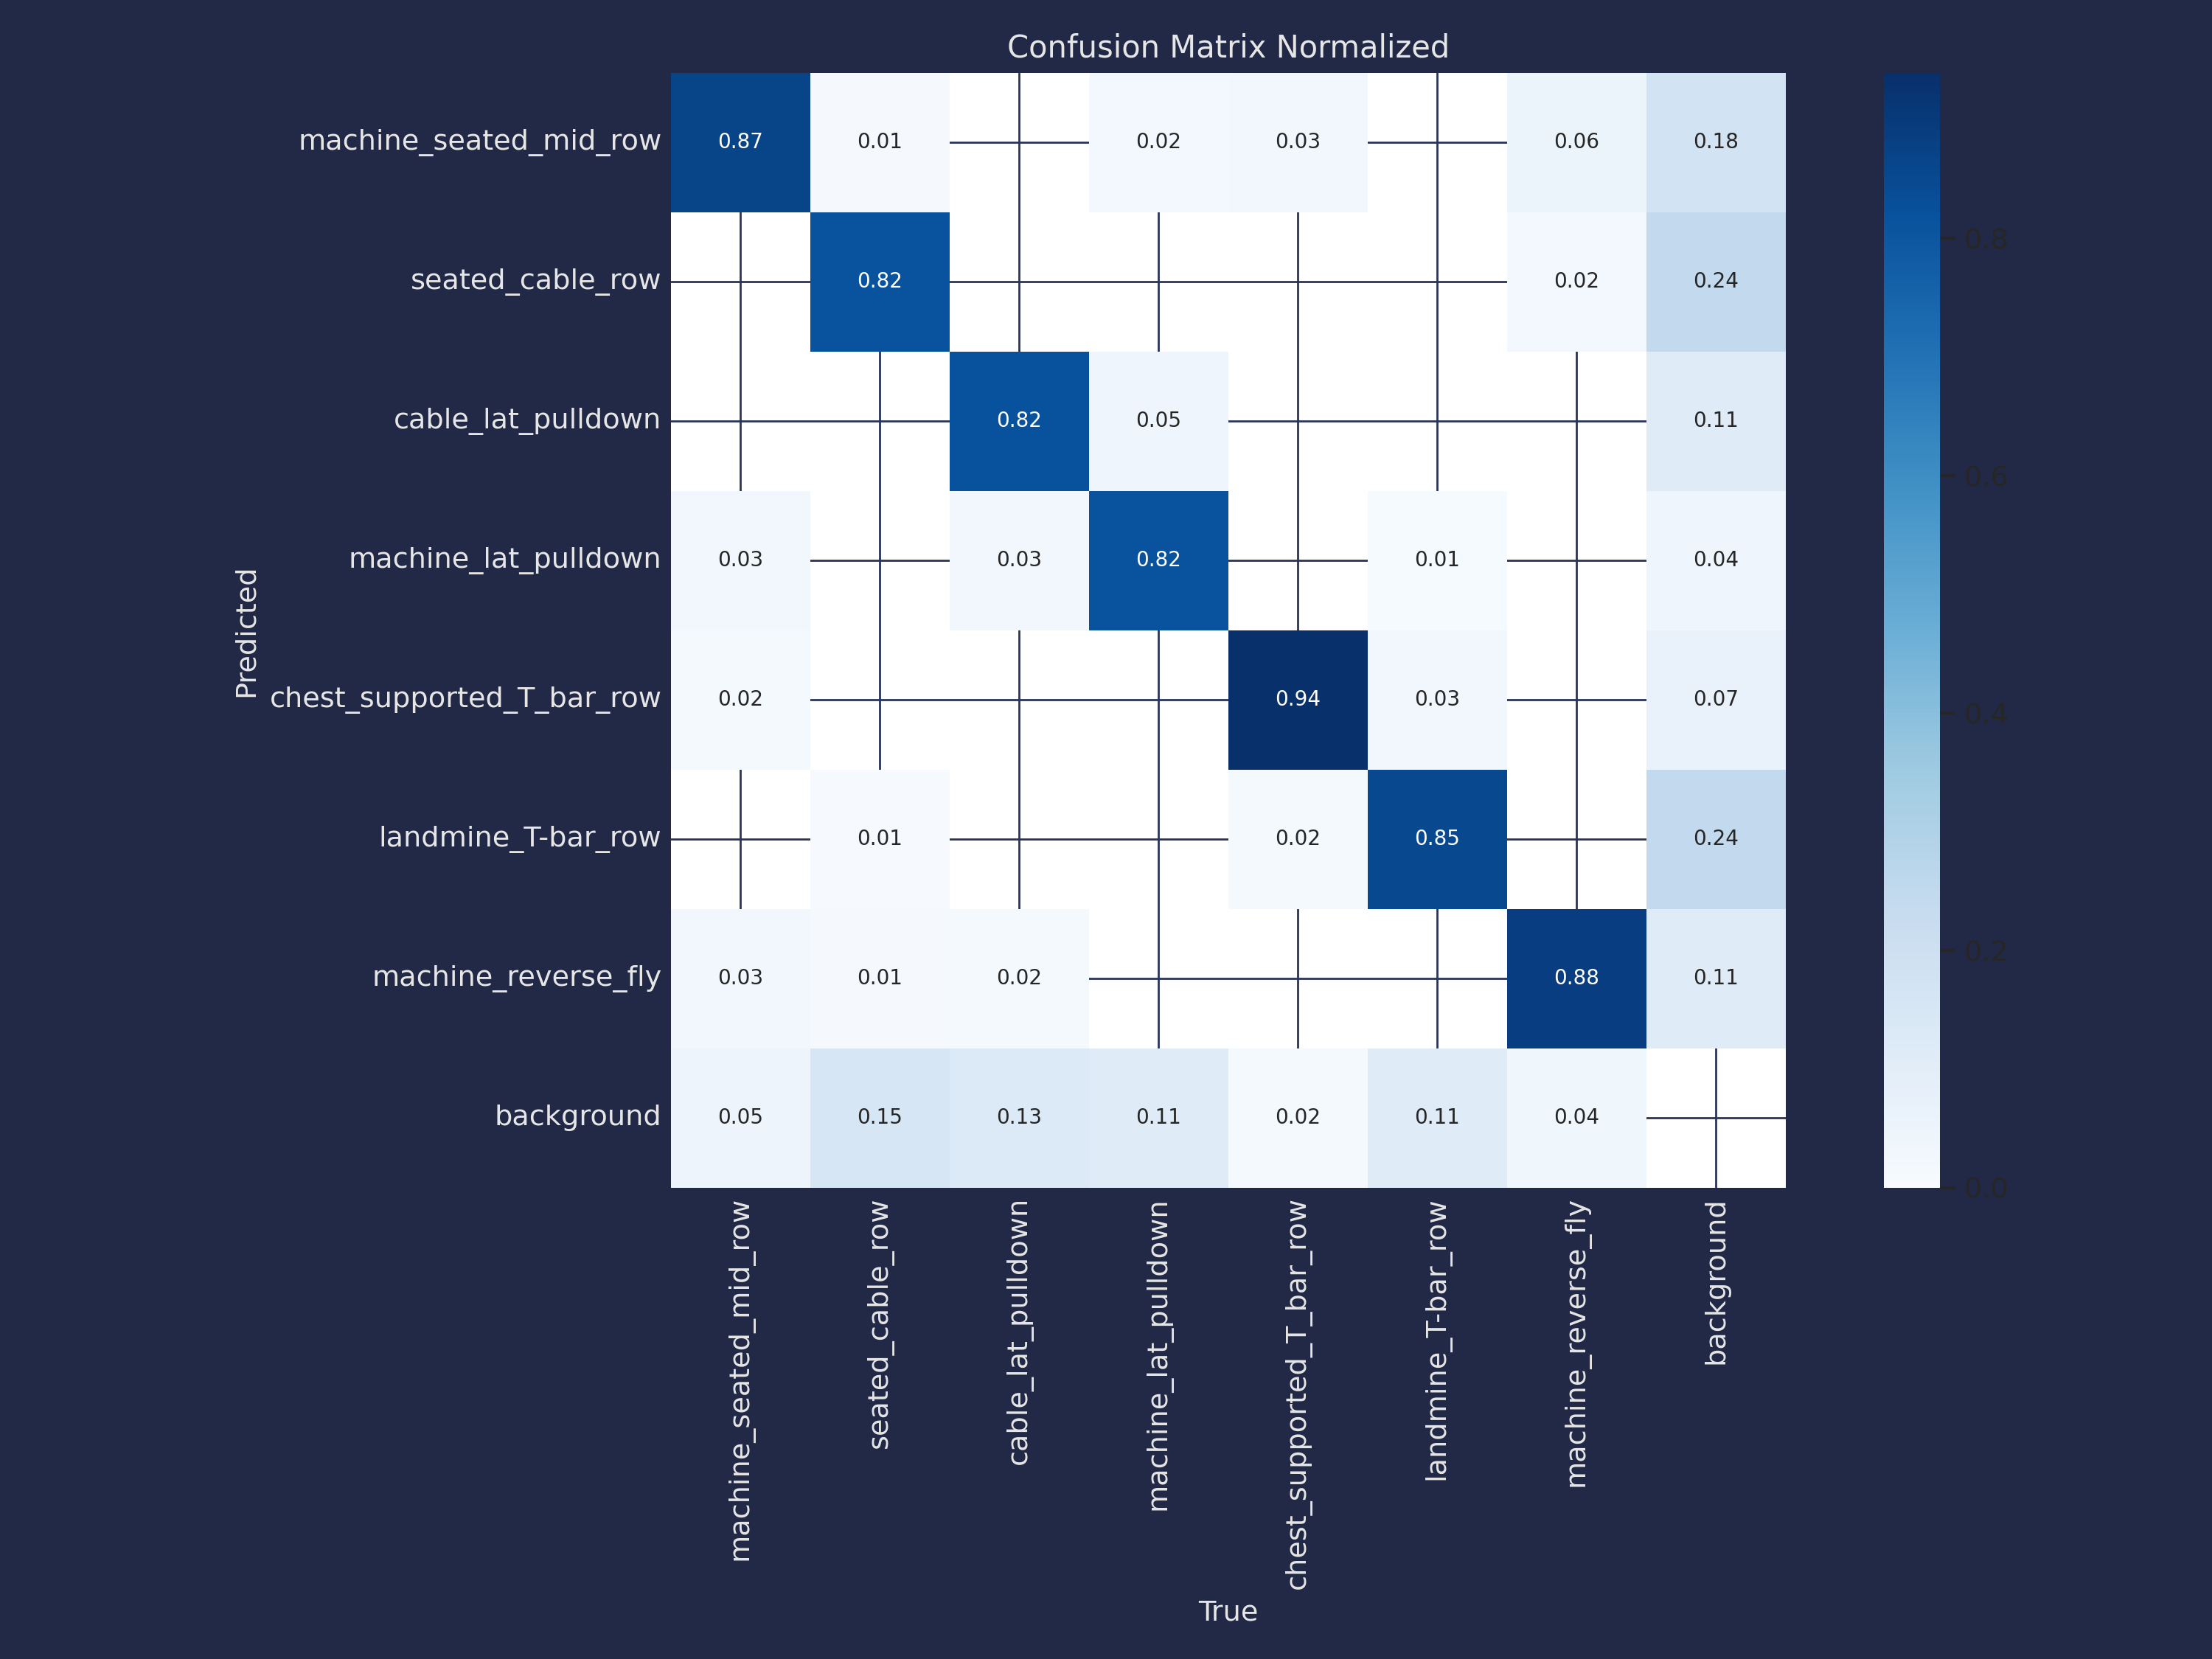 Confusion Matrix Normalized
machine_seated_mid_row 0.87 0.01 0.02 0.03 0.06 0.18
seated_cable_row 0.82 0.02 0.24
cable_lat_pulldown 0.82 0.05 0.11
machine_lat_pulldown 0.03 0.03 0.82 0.01 0.04
chest_supported_T_bar_row 0.02 0.94 0.03 0.07
landmine_T-bar_row 0.01 0.02 0.85 0.24
machine_reverse_fly 0.03 0.01 0.02 0.88 0.11
background 0.05 0.15 0.13 0.11 0.02 0.11 0.04
Predicted
machine_seated_mid_row
seated_cable_row
cable_lat_pulldown
machine_lat_pulldown
chest_supported_T_bar_row
landmine_T-bar_row
machine_reverse_fly
background
True
0.8
0.6
0.4
0.2
0.0